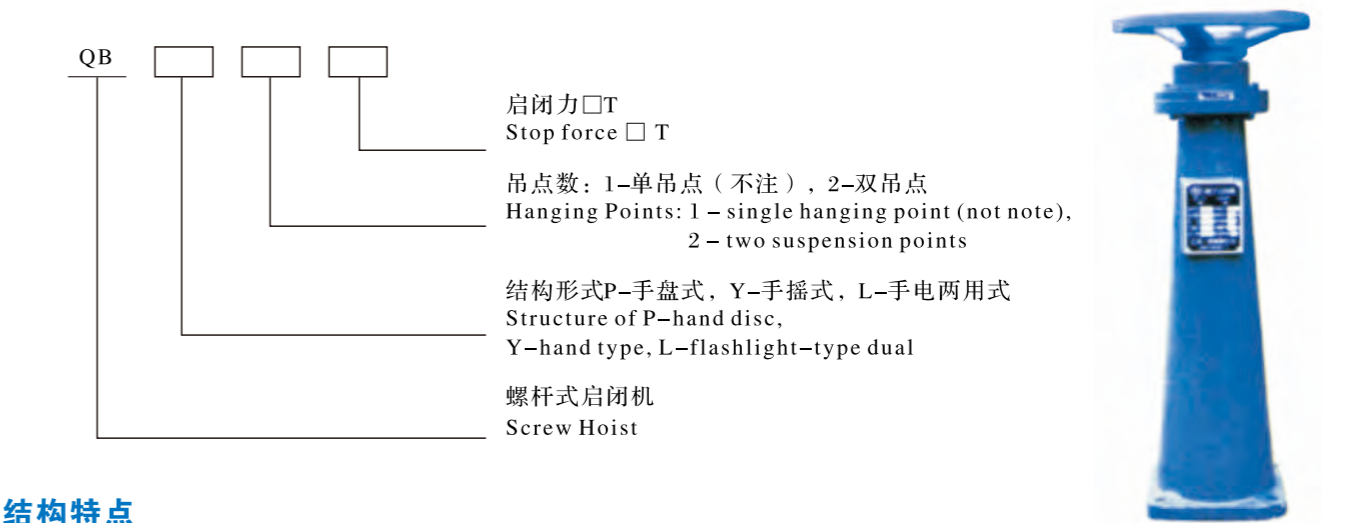 QB
启闭力□T
Stop force □ T
吊点数：1–单吊点（不注），2–双吊点
Hanging Points: 1 – single hanging point (not note),
2 – two suspension points
结构形式P–手盘式，Y–手摇式，L–手电两用式
Structure of P–hand disc,
Y–hand type, L–flashlight–type dual
螺杆式启闭机
Screw Hoist
结构特点